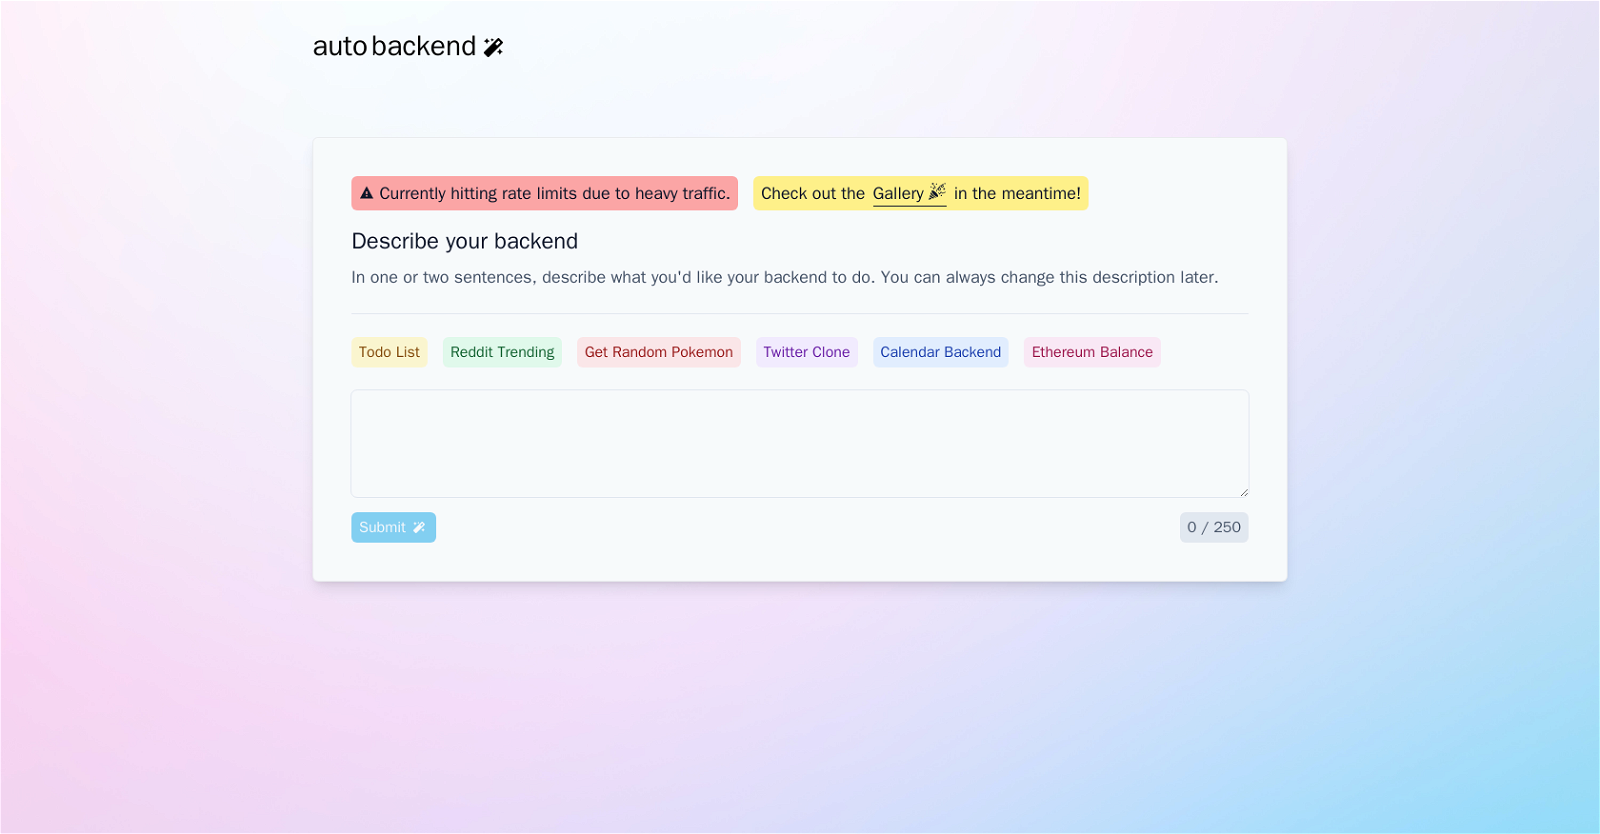 auto backend
Currently hitting rate limits due to heavy traffic. Check out the Gallery in the meantime!
Describe your backend
In one or two sentences, describe what you'd like your backend to do. You can always change this description later.
Todo List Reddit Trending Get Random Pokemon Twitter Clone Calendar Backend Ethereum Balance
Submit 0 / 250